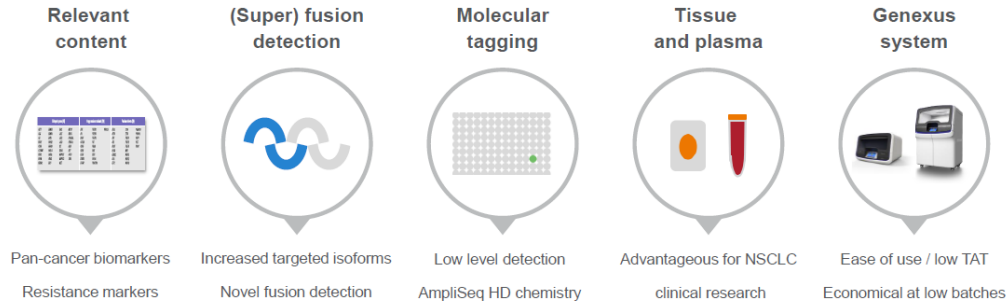 Relevant
content
Pan-cancer biomarkers
Resistance markers
(Super) fusion
detection
Increased targeted isoforms
Novel fusion detection
Molecular
tagging
Low level detection
AmpliSeq HD chemistry
Tissue
and plasma
Advantageous for NSCLC
clinical research
Genexus
system
Ease of use / low TAT
Economical at low batches